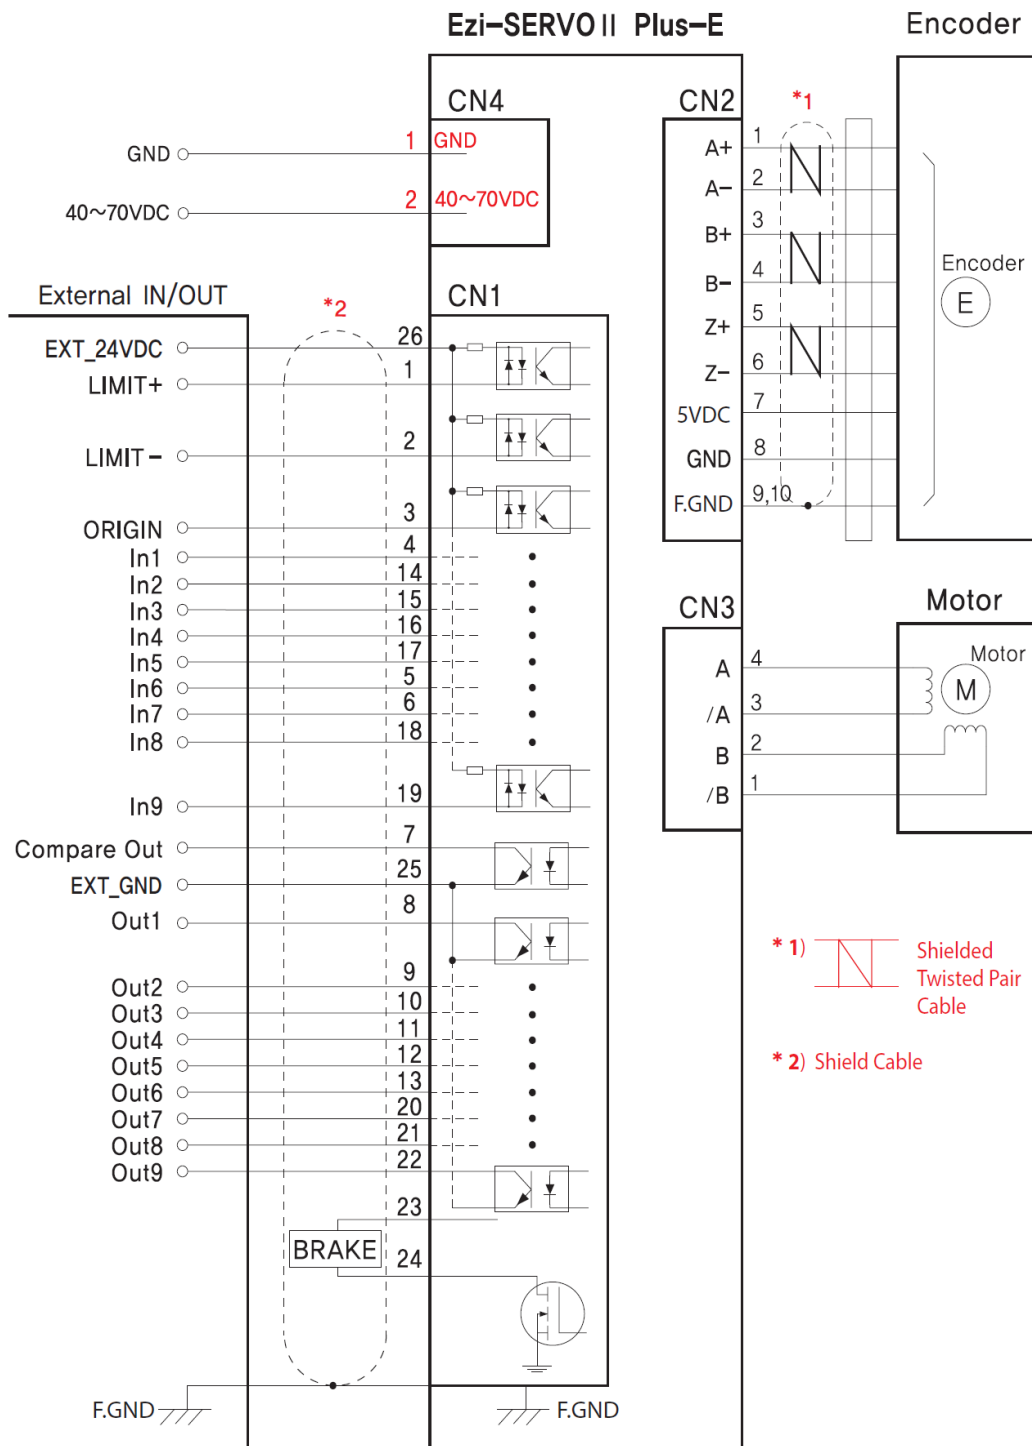 Ezi-SERVO II Plus-E
Encoder
CN4
1 GND
GND
2 40~70VDC
40~70VDC
CN2
*1
A+ 1
A- 2
B+ 3
B- 4
Z+ 5
Z- 6
5VDC 7
GND 8
F.GND 9,10
Encoder
E
External IN/OUT
*2
CN1
EXT_24VDC 26
LIMIT+ 1
LIMIT- 2
ORIGIN 3
In1 4
In2 14
In3 15
In4 16
In5 17
In6 5
In7 6
In8 18
In9 19
Compare Out 7
EXT_GND 25
Out1 8
Out2 9
Out3 10
Out4 11
Out5 12
Out6 13
Out7 20
Out8 21
Out9 22
23
BRAKE
24
F.GND
F.GND
CN3
Motor
A 4
/A 3
B 2
/B 1
Motor
M
* 1) Shielded
Twisted Pair
Cable
* 2) Shield Cable